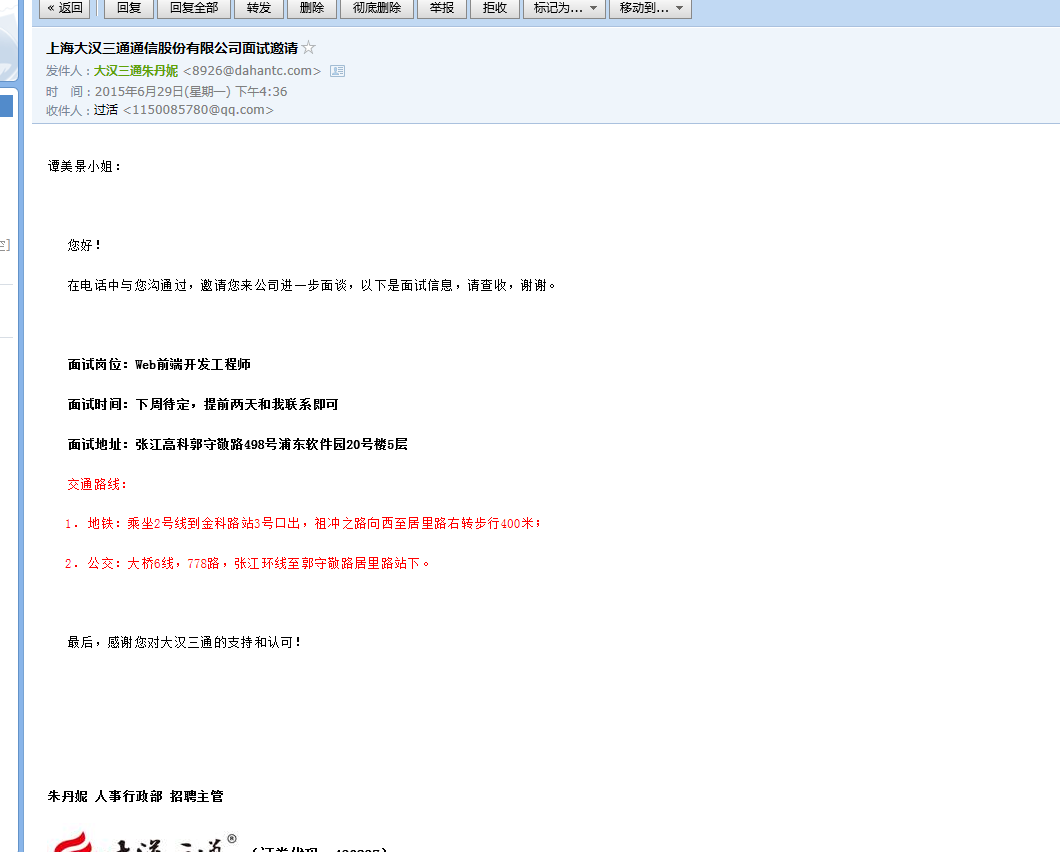 « 返回 回复 回复全部 转发 删除 彻底删除 举报 拒收 标记为... 移动到...
上海大汉三通通信股份有限公司面试邀请
发件人：大汉三通朱丹妮 <8926@dahantc.com>
时 间：2015年6月29日(星期一) 下午4:36
收件人：过活 <1150085780@qq.com>
谭美景小姐：
您好！
在电话中与您沟通过，邀请您来公司进一步面谈，以下是面试信息，请查收，谢谢。
面试岗位：Web前端开发工程师
面试时间：下周待定，提前两天和我联系即可
面试地址：张江高科郭守敬路498号浦东软件园20号楼5层
交通路线：
1. 地铁：乘坐2号线到金科路站3号口出，祖冲之路向西至居里路右转步行400米；
2. 公交：大桥6线，778路，张江环线至郭守敬路居里路站下。
最后，感谢您对大汉三通的支持和认可！
朱丹妮 人事行政部 招聘主管
大汉三通®